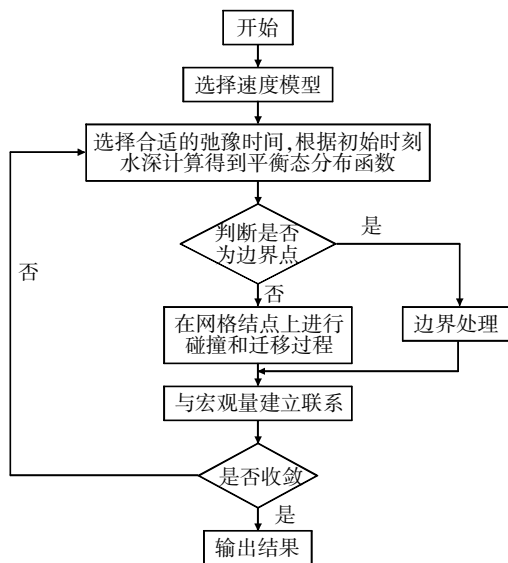 开始
选择速度模型
选择合适的弛豫时间,根据初始时刻
水深计算得到平衡态分布函数
判断是否
为边界点
是
否
否
在网格结点上进行
碰撞和迁移过程
边界处理
与宏观量建立联系
是否收敛
是
输出结果